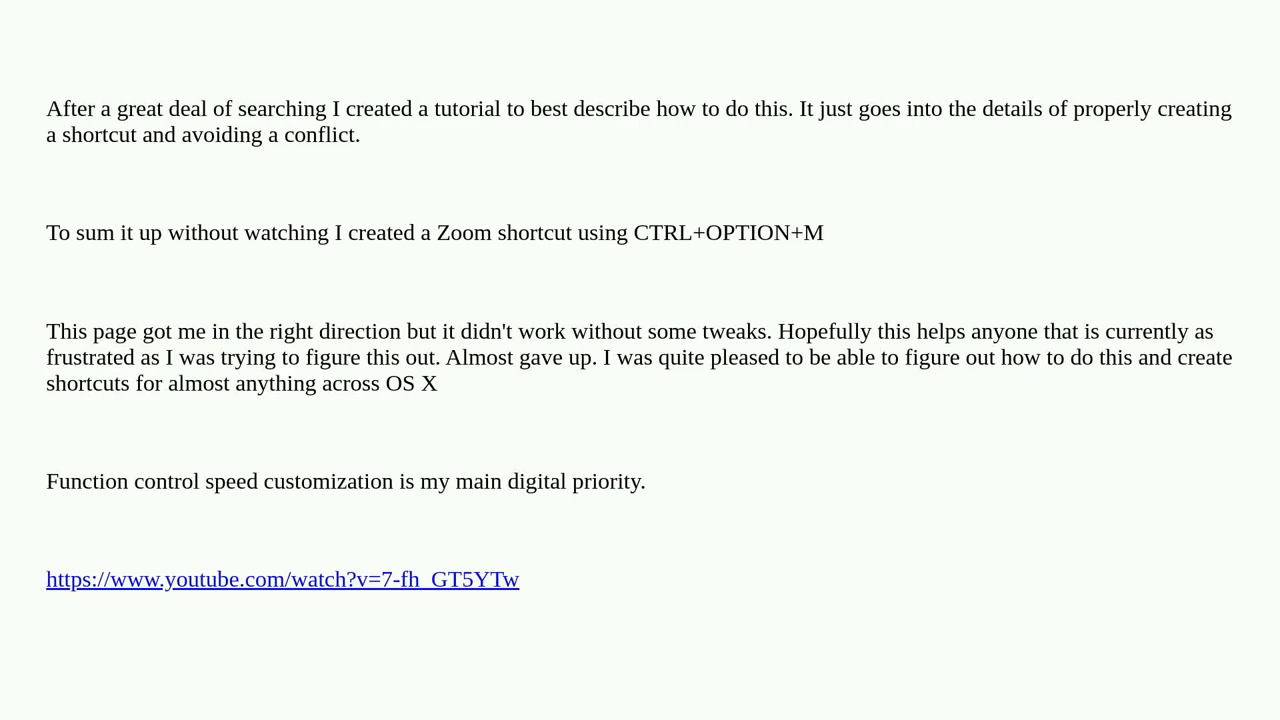 After a great deal of searching I created a tutorial to best describe how to do this. It just goes into the details of properly creating
a shortcut and avoiding a conflict.
To sum it up without watching I created a Zoom shortcut using CTRL+OPTION+M
This page got me in the right direction but it didn't work without some tweaks. Hopefully this helps anyone that is currently as
frustrated as I was trying to figure this out. Almost gave up. I was quite pleased to be able to figure out how to do this and create
shortcuts for almost anything across OS X
Function control speed customization is my main digital priority.
https://www.youtube.com/watch?v=7-fh_GT5YTw